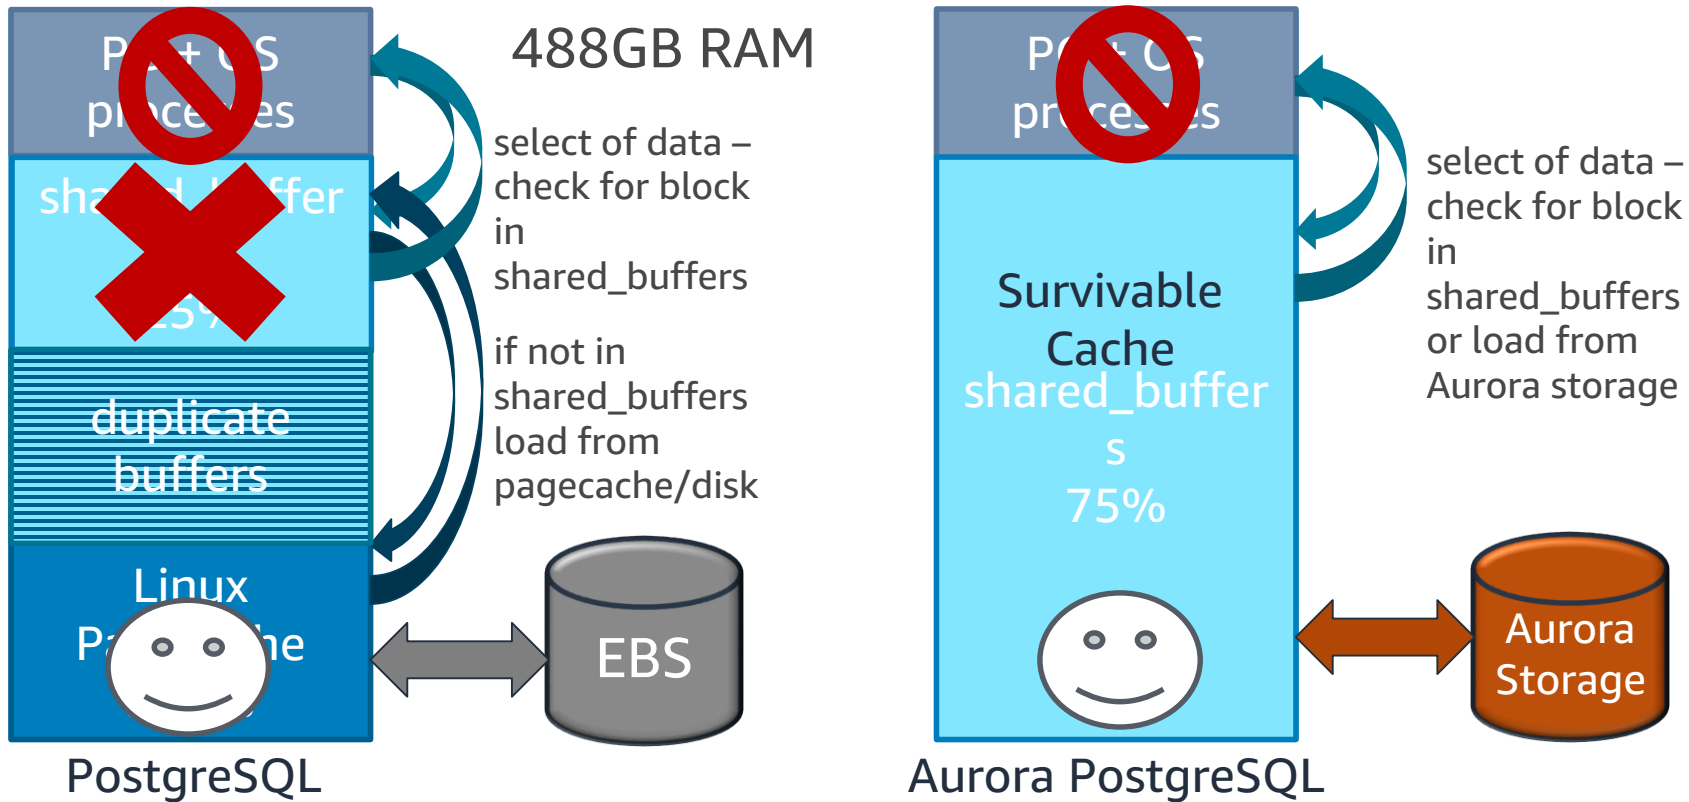 488GB RAM
processes
select of data –
check for block
in
shared_buffers
if not in
shared_buffers
load from
pagecache/disk
duplicate
buffers
Linux
EBS
PostgreSQL
processes
select of data –
check for block
in
shared_buffers
or load from
Aurora storage
Survivable
Cache
shared_buffer
s
75%
Aurora
Storage
Aurora PostgreSQL